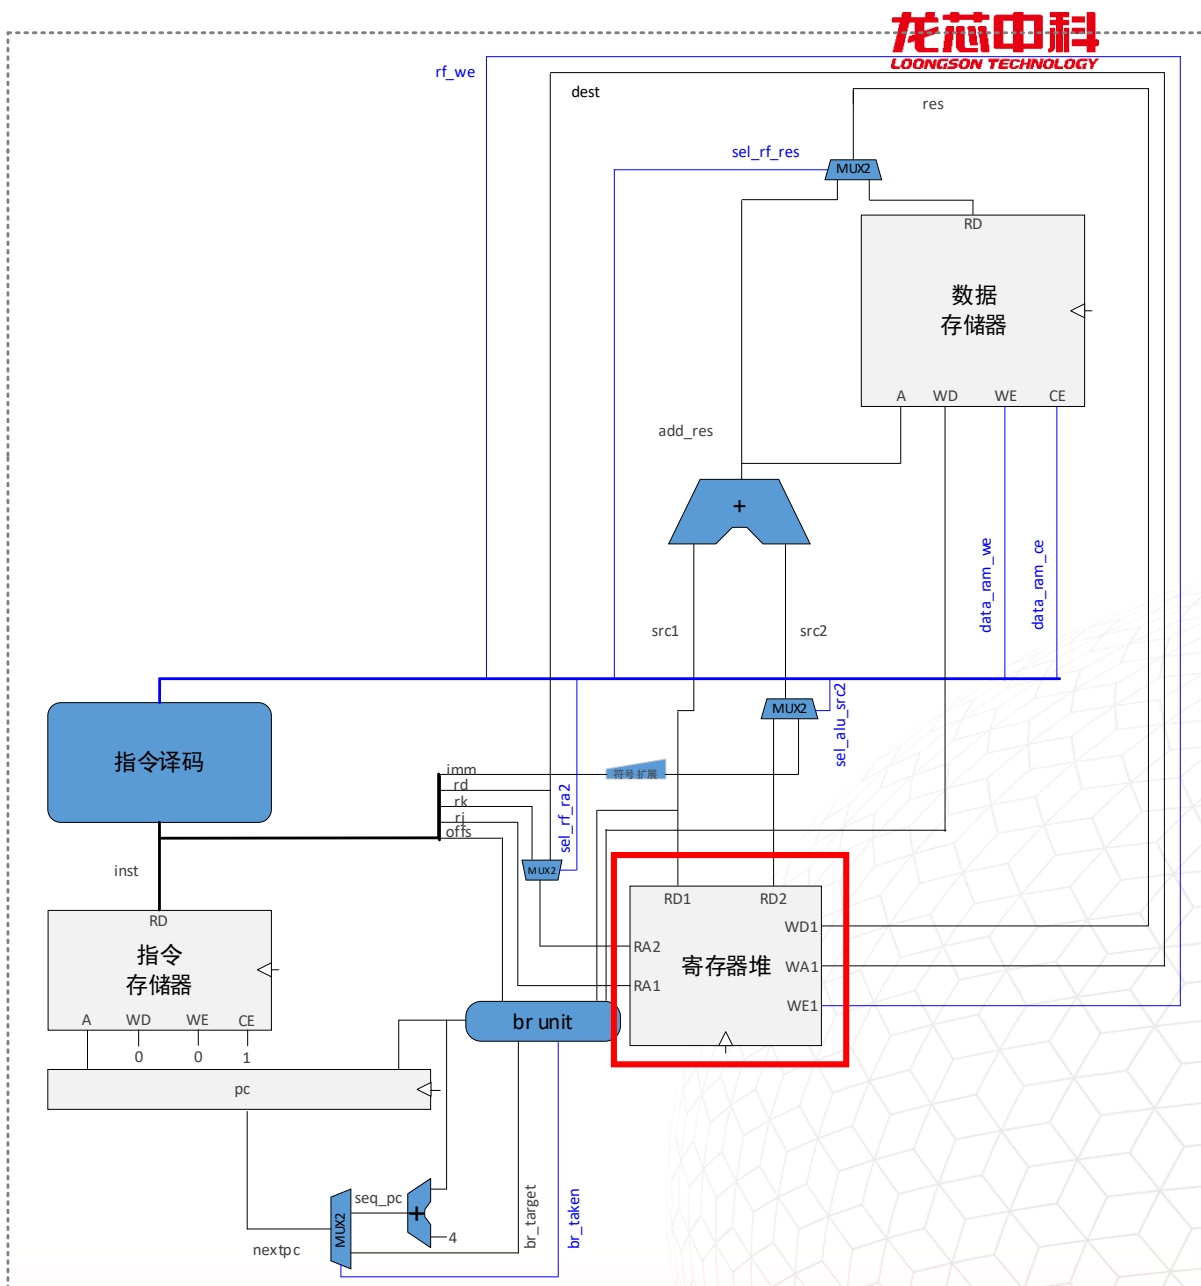 龙芯中科
LOONGSON TECHNOLOGY
rf_we
dest
res
sel_rf_res
MUX2
RD
数据
存储器
A WD WE CE
add_res
+
data_ram_we
data_ram_ce
src1
src2
MUX2
sel_alu_src2
指令译码
imm
符号扩展
rd
rk
rj
offs
sel_rf_ra2
MUX2
inst
RD1 RD2
WD1
RA2
寄存器堆
WA1
RA1
WE1
RD
指令
存储器
A WD WE CE
0 0 1
br unit
pc
seq_pc
+
4
MUX2
nextpc
br_target
br_taken